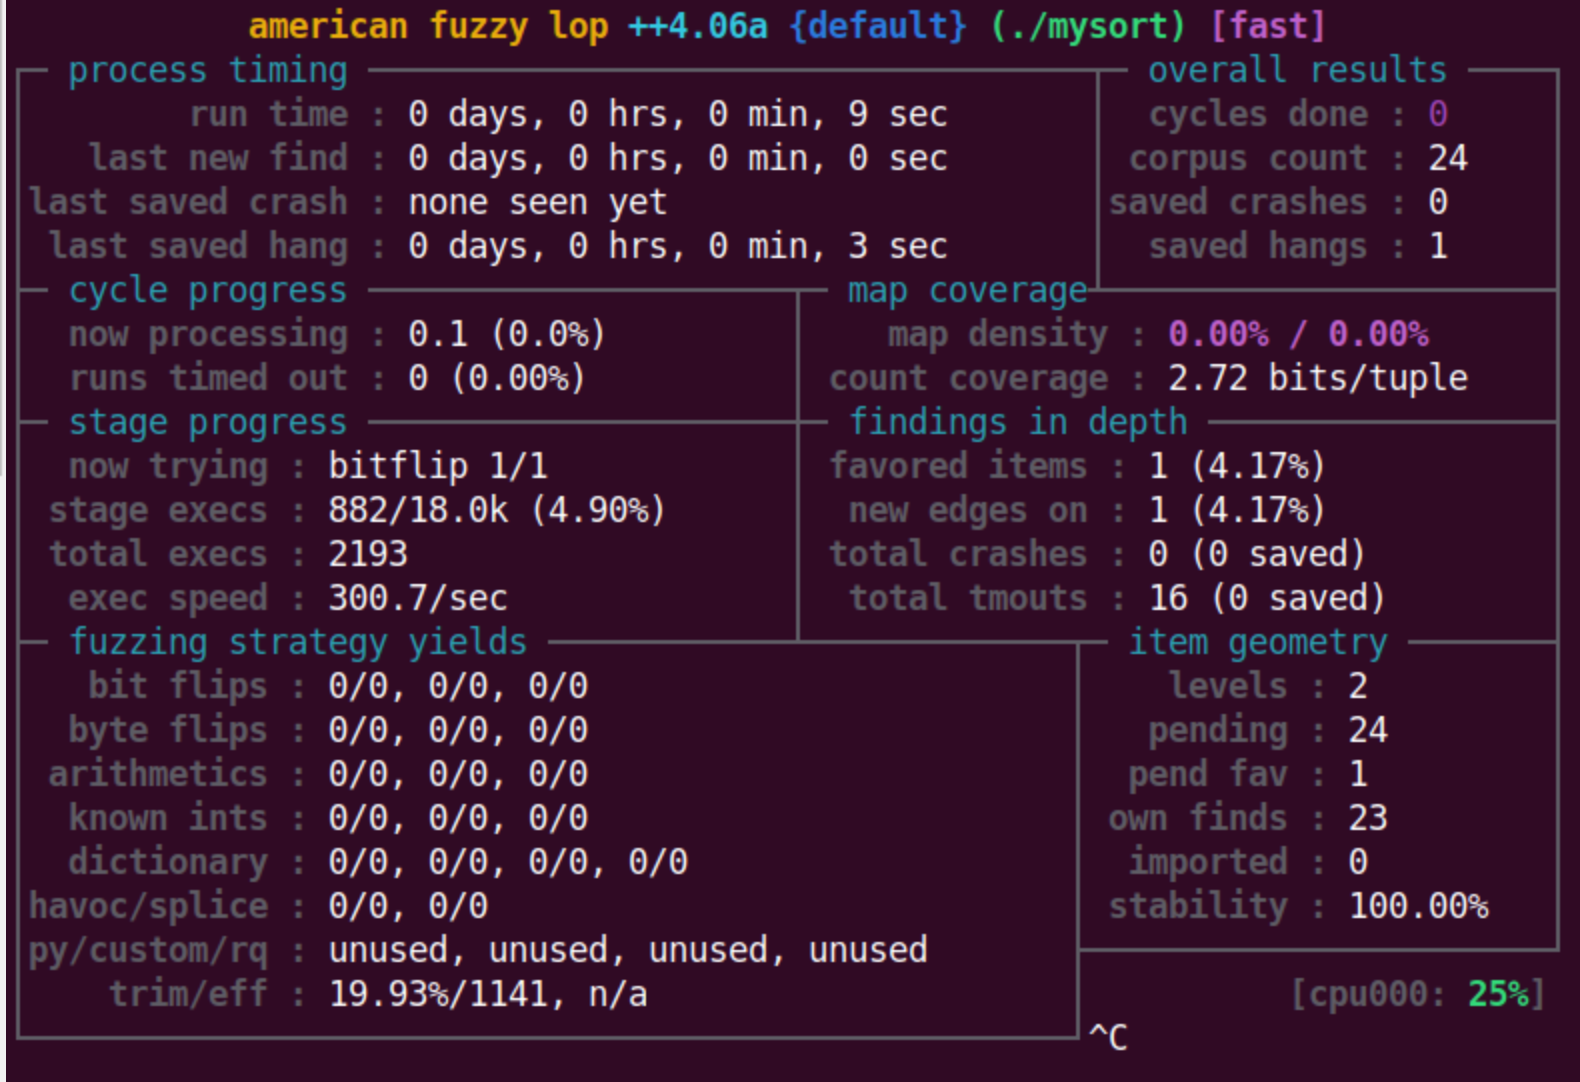 american fuzzy lop ++4.06a {default} (./mysort) [fast]
process timing overall results
run time : 0 days, 0 hrs, 0 min, 9 sec cycles done : 0
last new find : 0 days, 0 hrs, 0 min, 0 sec corpus count : 24
last saved crash : none seen yet saved crashes : 0
last saved hang : 0 days, 0 hrs, 0 min, 3 sec saved hangs : 1
cycle progress map coverage
now processing : 0.1 (0.0%) map density : 0.00% / 0.00%
runs timed out : 0 (0.00%) count coverage : 2.72 bits/tuple
stage progress findings in depth
now trying : bitflip 1/1 favored items : 1 (4.17%)
stage execs : 882/18.0k (4.90%) new edges on : 1 (4.17%)
total execs : 2193 total crashes : 0 (0 saved)
exec speed : 300.7/sec total tmouts : 16 (0 saved)
fuzzing strategy yields item geometry
bit flips : 0/0, 0/0, 0/0 levels : 2
byte flips : 0/0, 0/0, 0/0 pending : 24
arithmetics : 0/0, 0/0, 0/0 pend fav : 1
known ints : 0/0, 0/0, 0/0 own finds : 23
dictionary : 0/0, 0/0, 0/0, 0/0 imported : 0
havoc/splice : 0/0, 0/0 stability : 100.00%
py/custom/rq : unused, unused, unused, unused
trim/eff : 19.93%/1141, n/a [cpu000: 25%]
^C